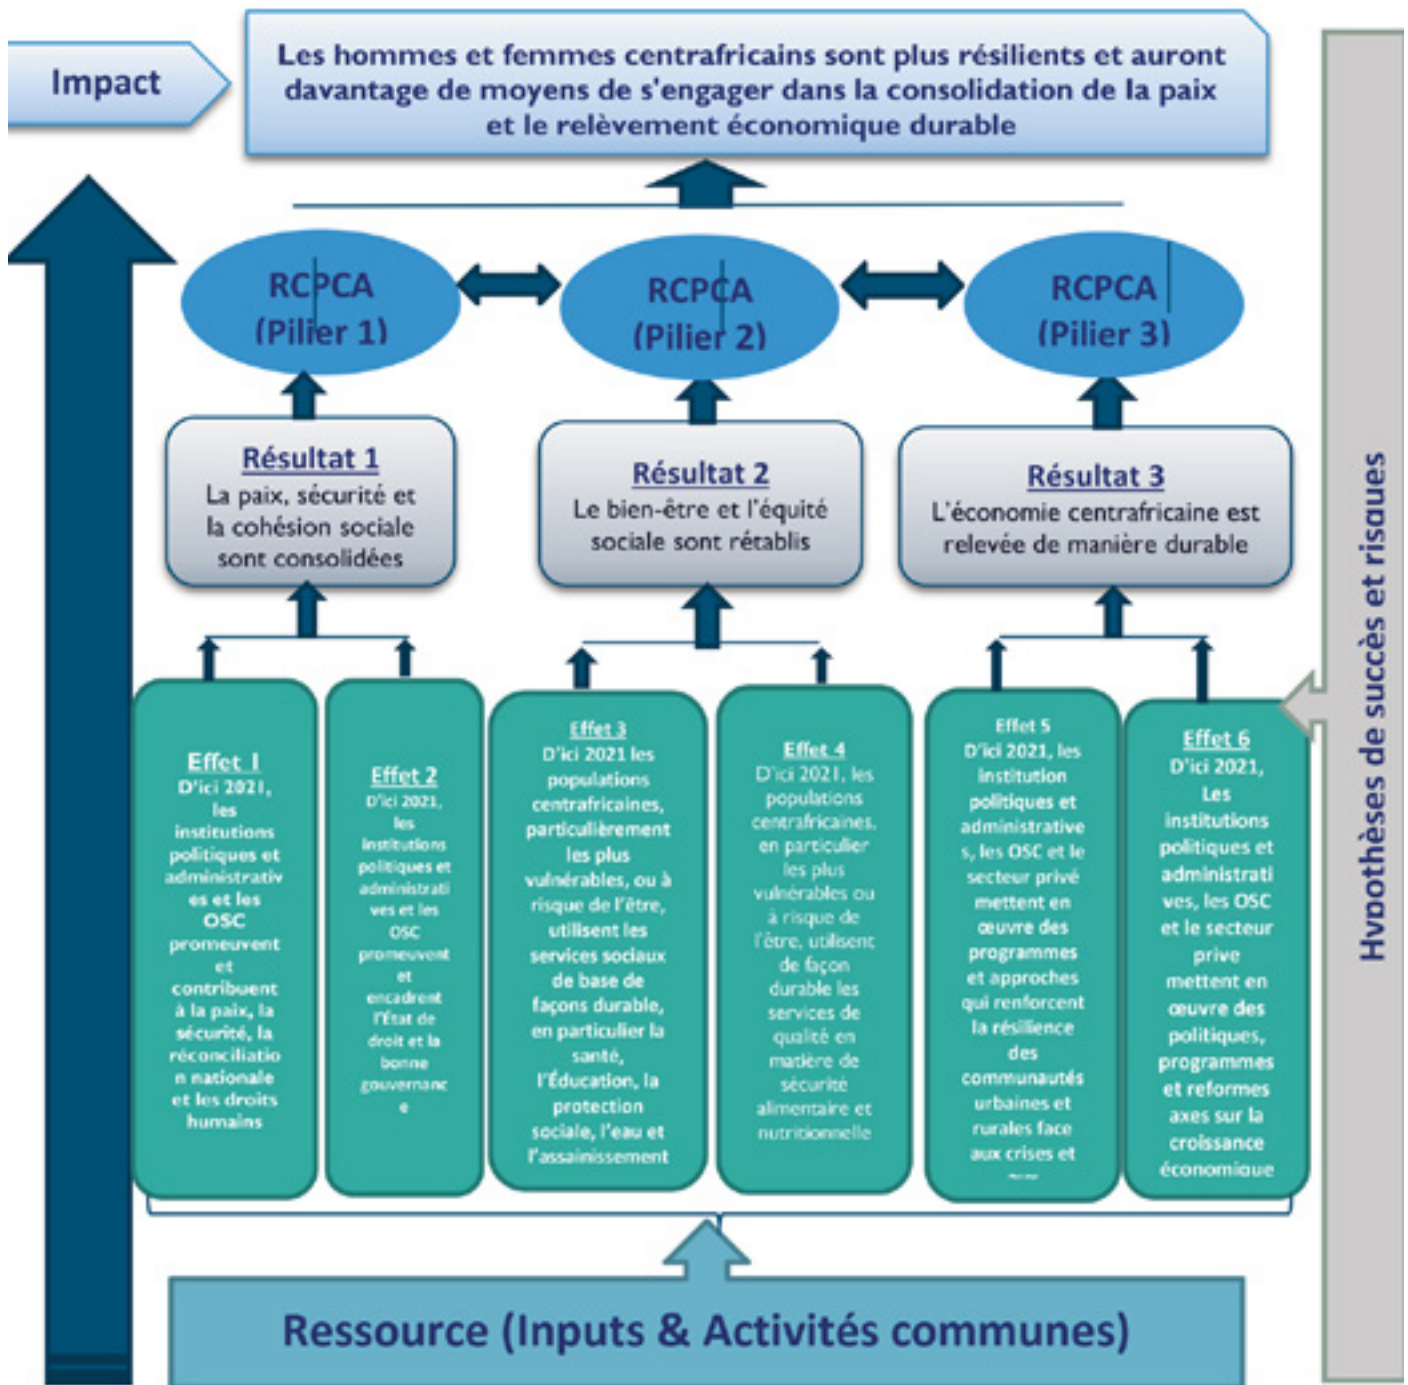 Impact
Les hommes et femmes centrafricains sont plus résilients et auront
davantage de moyens de s'engager dans la consolidation de la paix
et le relèvement économique durable
RCPCA
(Pilier 1)
RCPCA
(Pilier 2)
RCPCA
(Pilier 3)
Résultat 1
La paix, sécurité et
la cohésion sociale
sont consolidées
Résultat 2
Le bien-être et l'équité
sociale sont rétablis
Résultat 3
L'économie centrafricaine est
relevée de manière durable
Effet 1
D'ici 2021,
les
institutions
politiques et
administrativ
es et les
OSC
promeuvent
et
contribuent
à la paix, la
sécurité, la
réconciliatio
n nationale
et les droits
humains
Effet 2
D'ici 2021,
les
institutions
politiques et
administrati
ves et les
OSC
promeuvent
et
encadrent
l'État de
droit et la
bonne
gouvernanc
e
Effet 3
D'ici 2021 les
populations
centrafricaines,
particulièrement
les plus
vulnérables, ou à
risque de l'être,
utilisent les
services sociaux
de base de
façons durable,
en particulier la
santé,
l'Éducation, la
protection
sociale, l'eau et
l'assainissement
Effet 4
D'ici 2021, les
populations
centrafricaines,
en particulier
les plus
vulnérables ou
à risque de
l'être, utilisent
de façon
durable les
services de
qualité en
matière de
sécurité
alimentaire et
nutritionnelle
Effet 5
D'ici 2021, les
institution
politiques et
administrative
s, les OSC et le
secteur privé
mettent en
œuvre des
programmes
et approches
qui renforcent
la résilience
des
communautés
urbaines et
rurales face
aux crises et
Effet 6
D'ici 2021,
Les
institutions
politiques et
administrati
ves, les OSC
et le secteur
prive
mettent en
œuvre des
politiques,
programmes
et reformes
axes sur la
croissance
économique
Hypothèses de succès et risques
Ressource (Inputs & Activités communes)